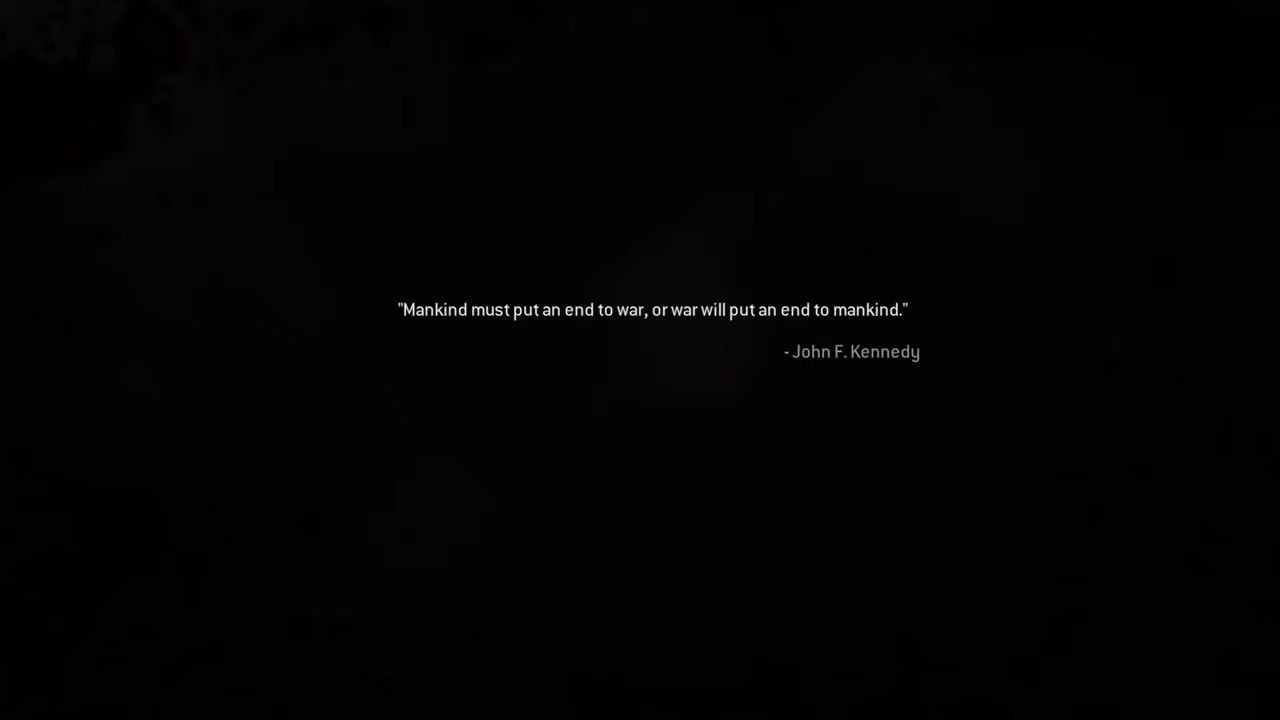 "Mankind must put an end to war, or war will put an end to mankind."
- John F. Kennedy